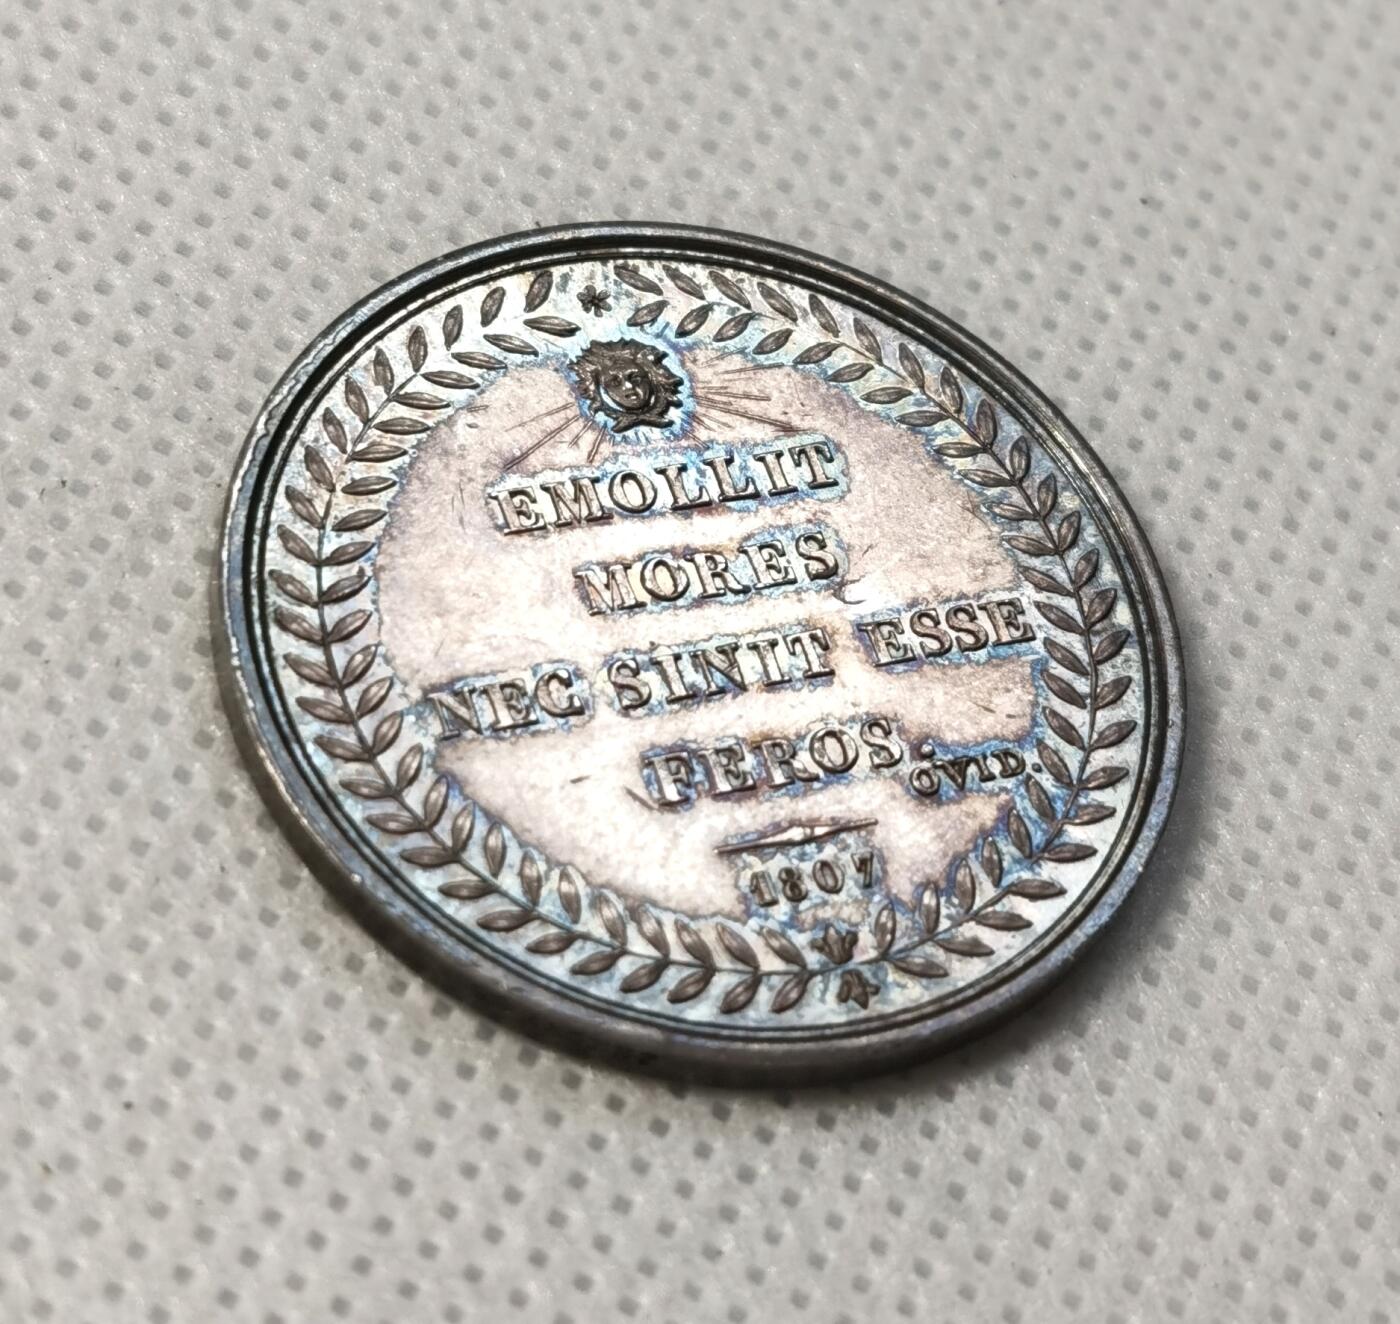 EMOLLIT
MORES
NEC SINIT ESSE
FEROS. OVID.
1807